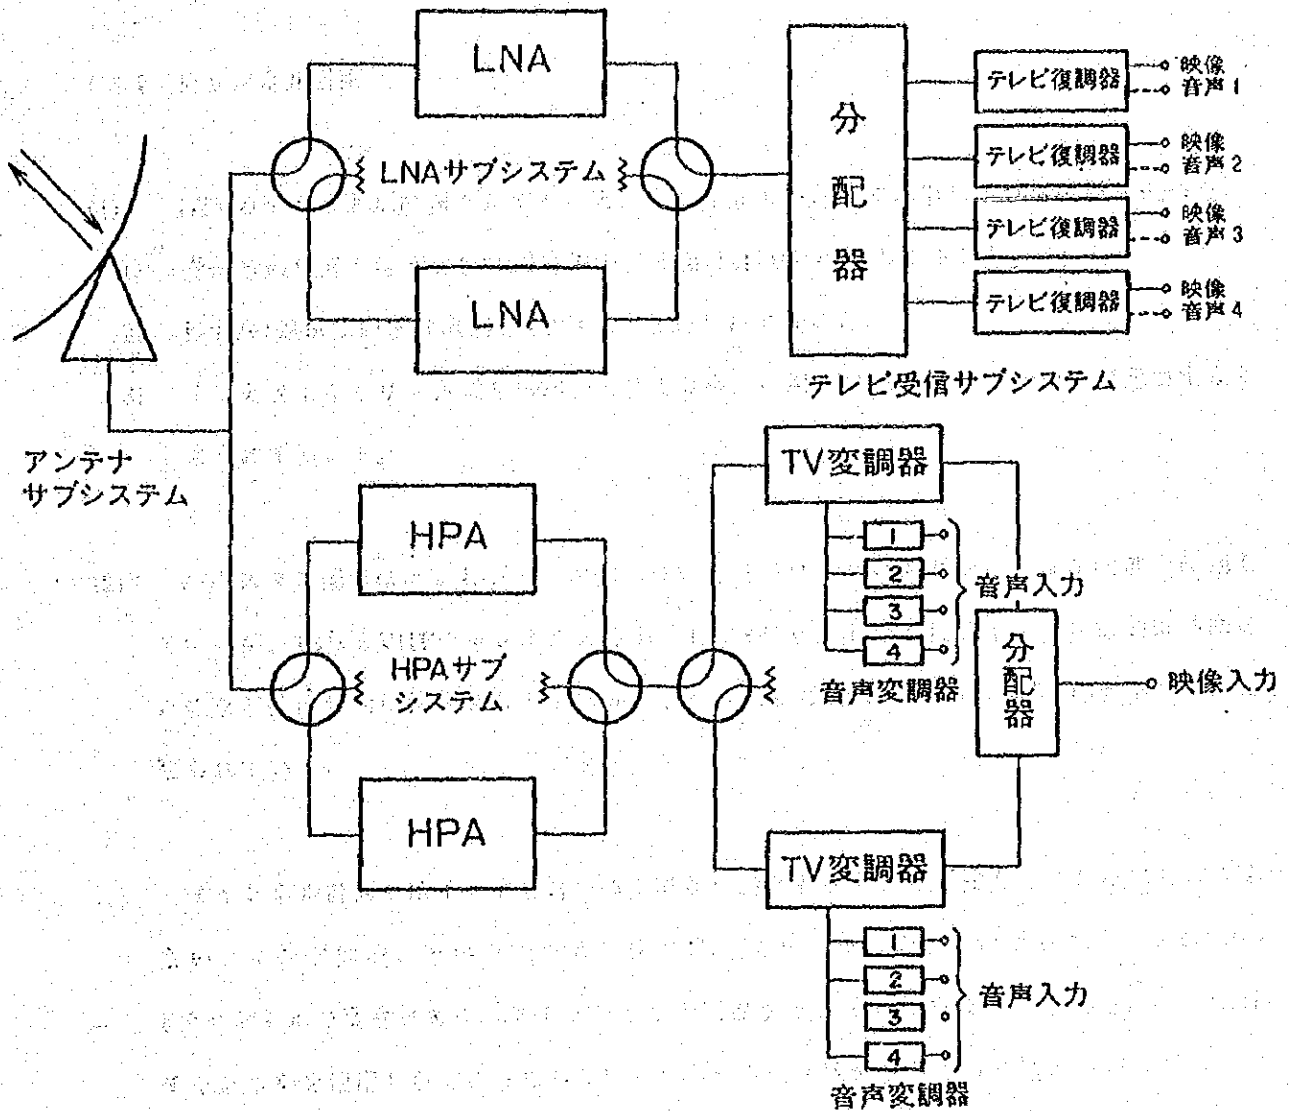 LNA
LNAサブシステム
LNA
分配器
テレビ復調器
映像
音声1
テレビ復調器
映像
音声2
テレビ復調器
映像
音声3
テレビ復調器
映像
音声4
テレビ受信サブシステム
アンテナ
サブシステム
HPA
HPAサブ
システム
HPA
TV変調器
1
2
3
4
音声入力
音声変調器
分配器
映像入力
TV変調器
1
2
3
4
音声入力
音声変調器